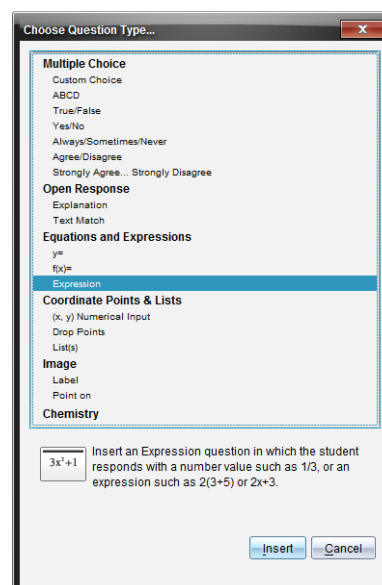 Choose Question Type...
x
Multiple Choice
Custom Choice
ABCD
True/False
Yes/No
Always/Sometimes/Never
Agree/Disagree
Strongly Agree... Strongly Disagree
Open Response
Explanation
Text Match
Equations and Expressions
y=
f(x)=
Expression
Coordinate Points & Lists
(x, y) Numerical Input
Drop Points
List(s)
Image
Label
Point on
Chemistry
3x²+1
Insert an Expression question in which the student
responds with a number value such as 1/3, or an
expression such as 2(3+5) or 2x+3.
Insert
Cancel